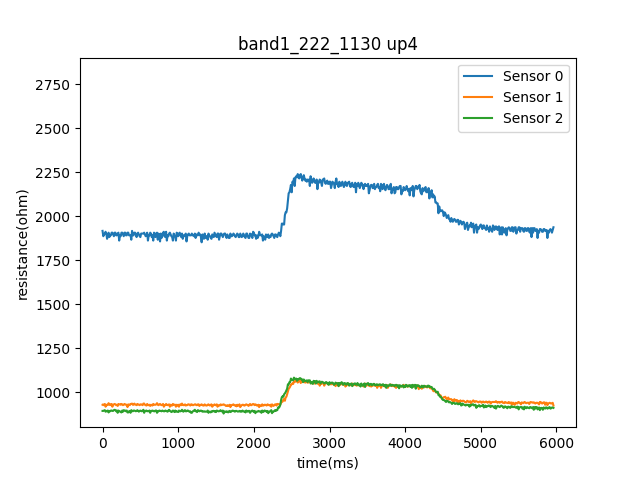 band1_222_1130 up4
Sensor 0
Sensor 1
Sensor 2
resistance(ohm)
2750
2500
2250
2000
1750
1500
1250
1000
0 1000 2000 3000 4000 5000 6000
time(ms)